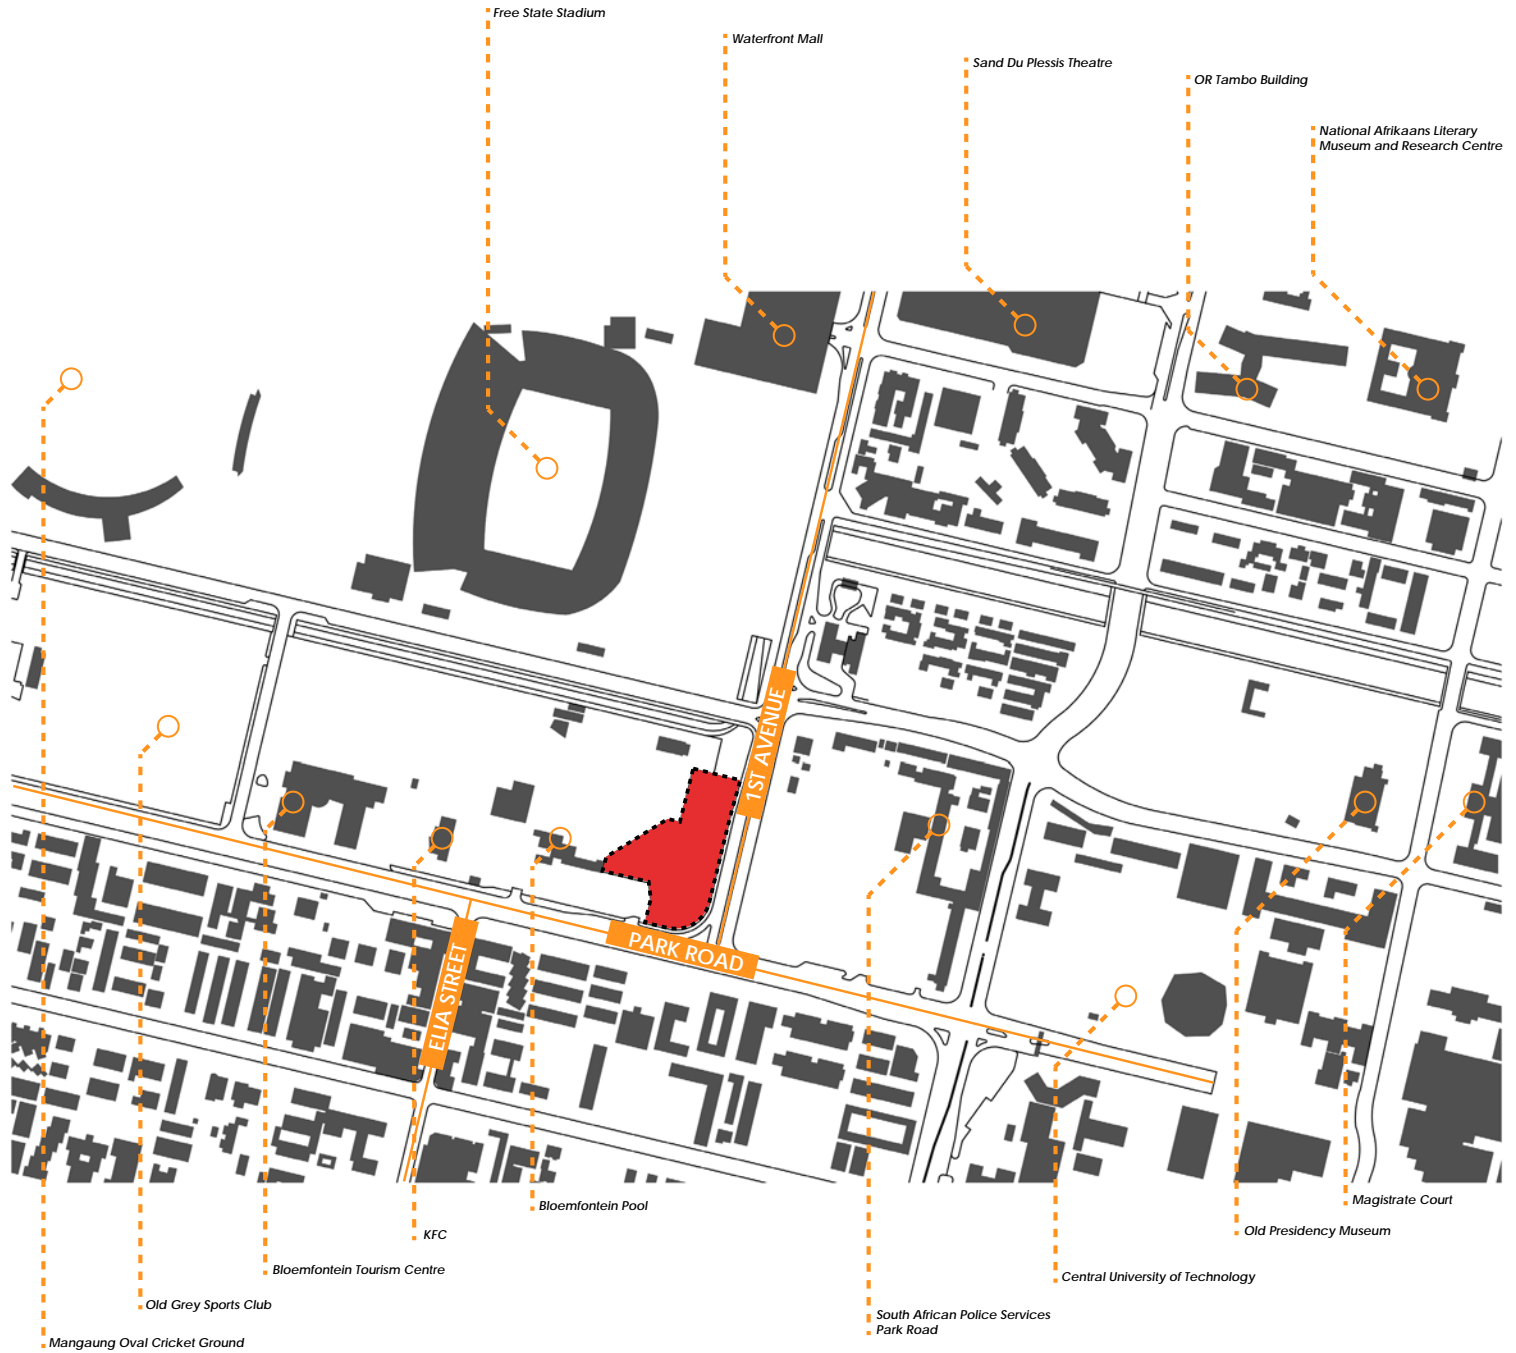 Free State Stadium
Waterfront Mall
Sand Du Plessis Theatre
OR Tambo Building
National Afrikaans Literary
Museum and Research Centre
1ST AVENUE
PARK ROAD
ELIA STREET
Magistrate Court
Bloemfontein Pool
Old Presidency Museum
KFC
Bloemfontein Tourism Centre
Central University of Technology
Old Grey Sports Club
South African Police Services
Park Road
Mangaung Oval Cricket Ground